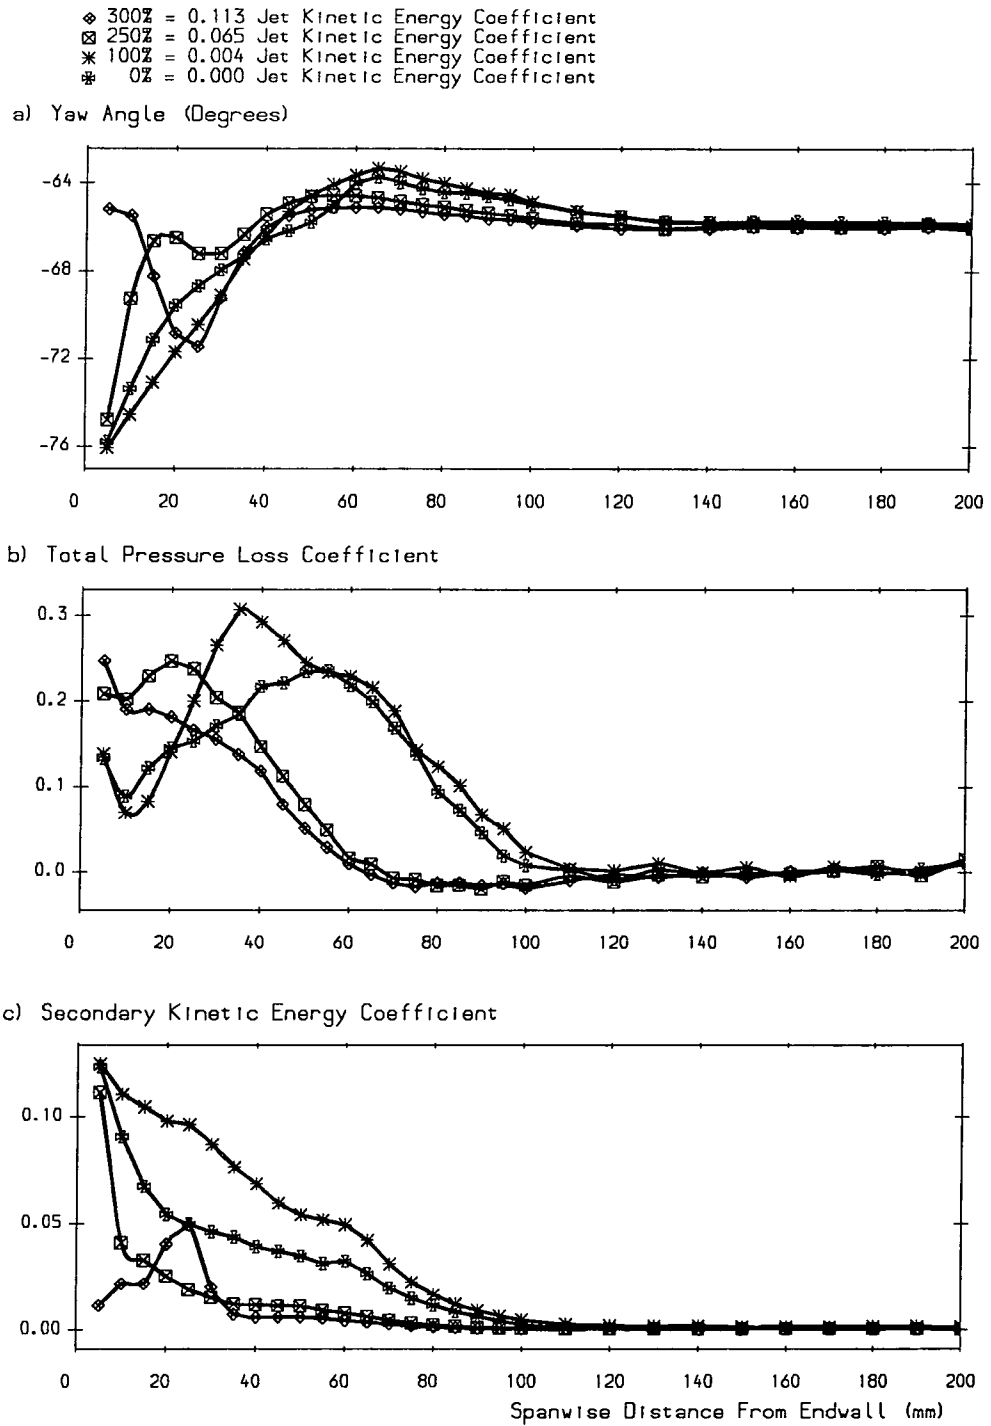 300% = 0.113 Jet Kinetic Energy Coefficient
250% = 0.065 Jet Kinetic Energy Coefficient
100% = 0.004 Jet Kinetic Energy Coefficient
0% = 0.000 Jet Kinetic Energy Coefficient
a) Yaw Angle (Degrees)
-64
-68
-72
-76
0 20 40 60 80 100 120 140 160 180 200
b) Total Pressure Loss Coefficient
0.3
0.2
0.1
0.0
0 20 40 60 80 100 120 140 160 180 200
c) Secondary Kinetic Energy Coefficient
0.10
0.05
0.00
0 20 40 60 80 100 120 140 160 180 200
Spanwise Distance From Endwall (mm)